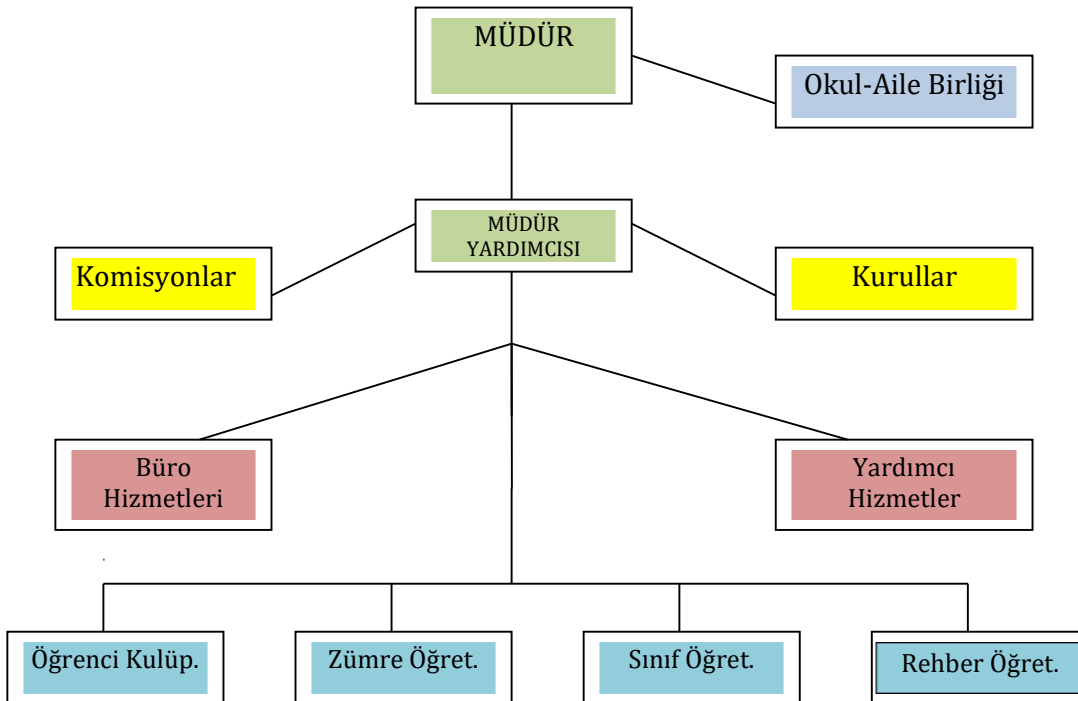 MÜDÜR
Okul-Aile Birliği
MÜDÜR
YARDIMCISI
Komisyonlar
Kurullar
Büro
Hizmetleri
Yardımcı
Hizmetler
Öğrenci Kulüp.
Zümre Öğret.
Sınıf Öğret.
Rehber Öğret.